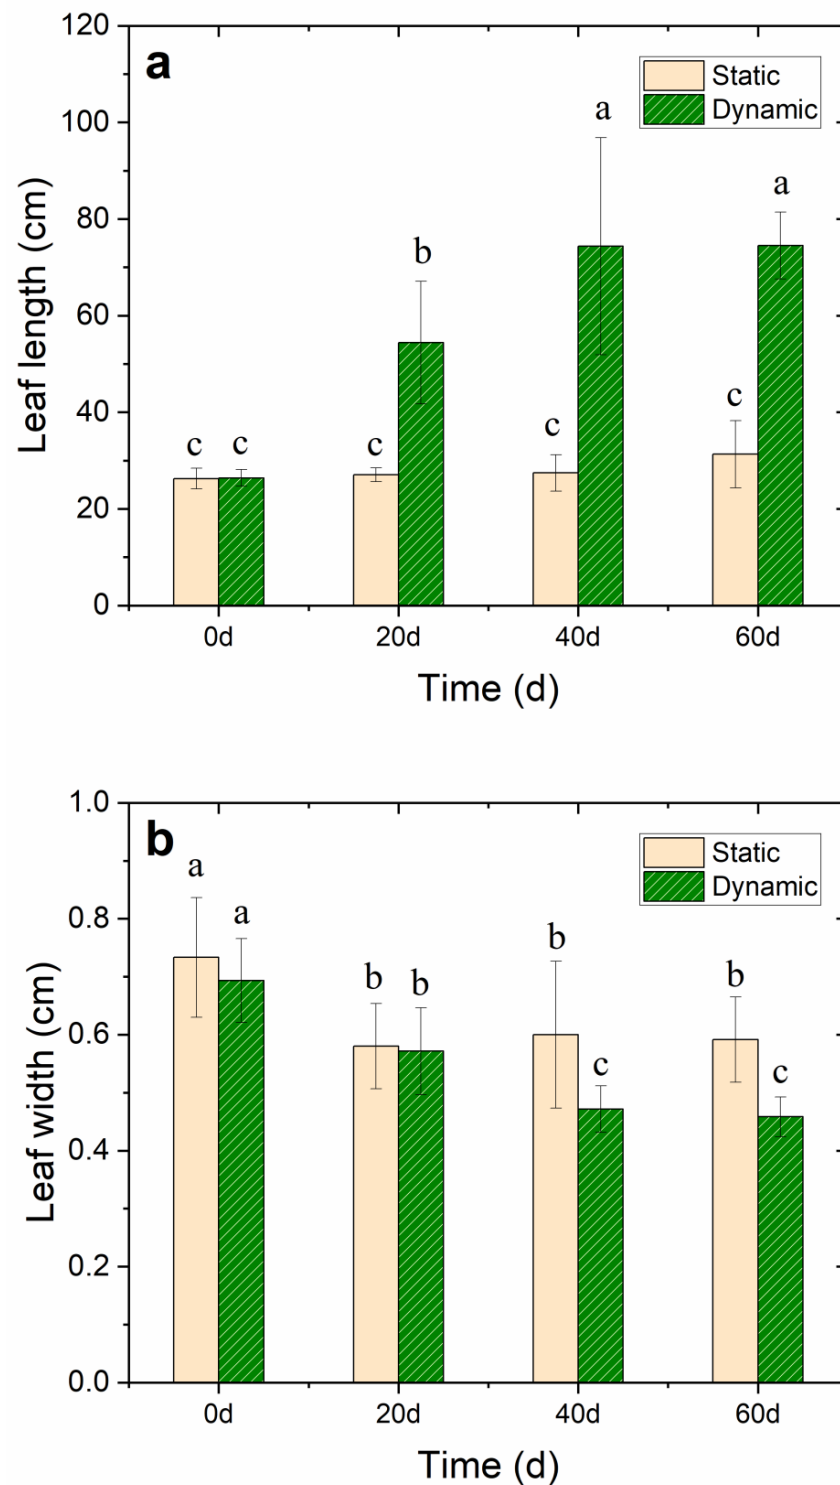 120
a
Static
Dynamic
100
a
a
80
b
60
Leaf length (cm)
40
c c c c c
20
0
0d 20d 40d 60d
Time (d)
1.0
b
Static
Dynamic
a
a
0.8
b b b b
0.6
Leaf width (cm)
c c
0.4
0.2
0.0
0d 20d 40d 60d
Time (d)